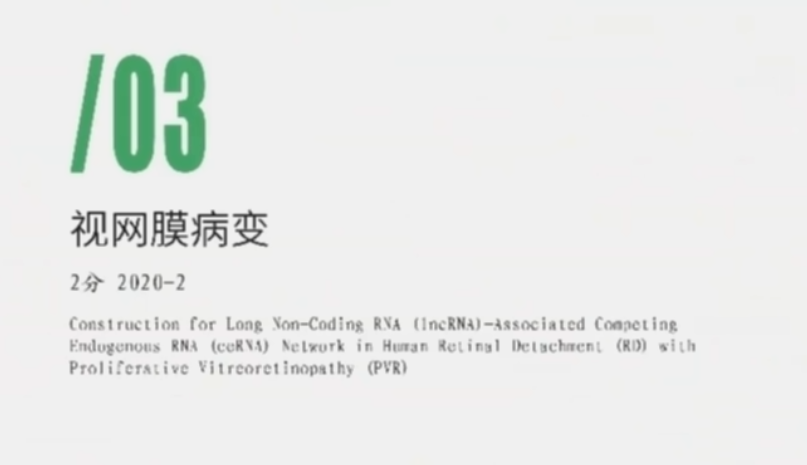 /03
视网膜病变
2分 2020-2
Construction for Long Non-Coding RNA (lncRNA)-Associated Competing
Endogenous RNA (ceRNA) Network in Human Retinal Detachment (RD) with
Proliferative Vitreoretinopathy (PVR)